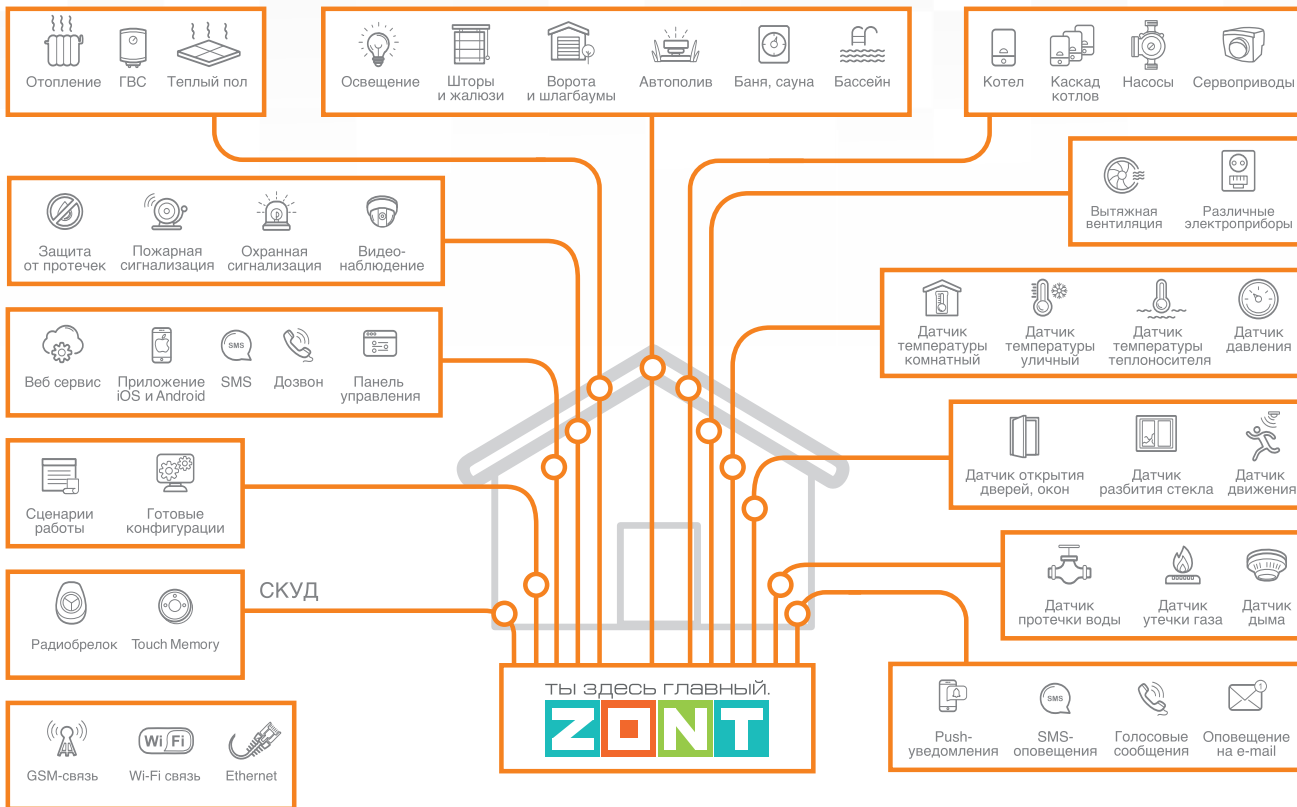 Отопление
ГВС
Теплый пол
Освещение
Шторы
и жалюзи
Ворота
и шлагбаумы
Автополив
Баня, сауна
Бассейн
Котел
Каскад
котлов
Насосы
Сервоприводы
Защита
от протечек
Пожарная
сигнализация
Охранная
сигнализация
Видео-
наблюдение
Вытяжная
вентиляция
Различные
электроприборы
Веб сервис
Приложение
iOS и Android
SMS
SMS
Дозвон
Панель
управления
Датчик
температуры
комнатный
Датчик
температуры
уличный
Датчик
температуры
теплоносителя
Датчик
давления
Сценарии
работы
Готовые
конфигурации
Датчик открытия
дверей, окон
Датчик
разбития стекла
Датчик
движения
Радиобрелок
Touch Memory
СКУД
Датчик
протечки воды
Датчик
утечки газа
Датчик
дыма
GSM-связь
Wi Fi
Wi-Fi связь
Ethernet
ты здесь главный.
ZONT
Push-
уведомления
SMS
SMS-
оповещения
Голосовые
сообщения
1
Оповещение
на e-mail